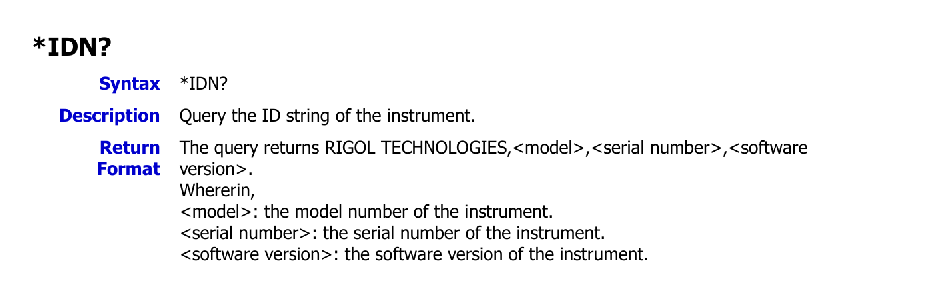 *IDN?
Syntax *IDN?
Description Query the ID string of the instrument.
Return The query returns RIGOL TECHNOLOGIES,<model>,<serial number>,<software
Format version>.
Whererin,
<model>: the model number of the instrument.
<serial number>: the serial number of the instrument.
<software version>: the software version of the instrument.